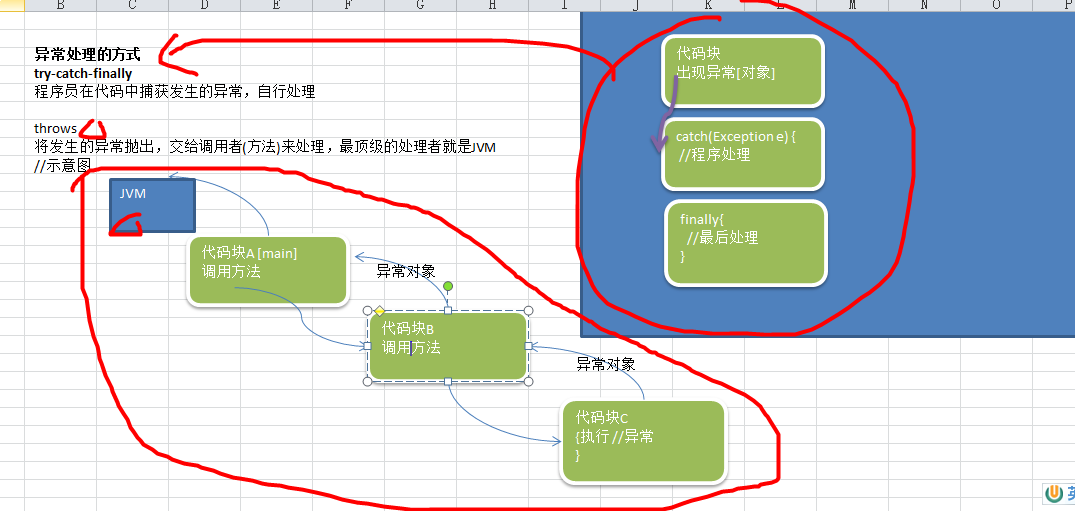 B C D E F G H I J K L M N O P
异常处理的方式
try-catch-finally
程序员在代码中捕获发生的异常，自行处理
throws
将发生的异常抛出，交给调用者(方法)来处理，最顶级的处理者就是JVM
//示意图
JVM
代码块A [main]
调用方法
异常对象
代码块B
调用方法
异常对象
代码块C
{执行 //异常
}
代码块
出现异常[对象]
catch(Exception e) {
//程序处理
finally{
//最后处理
}
英